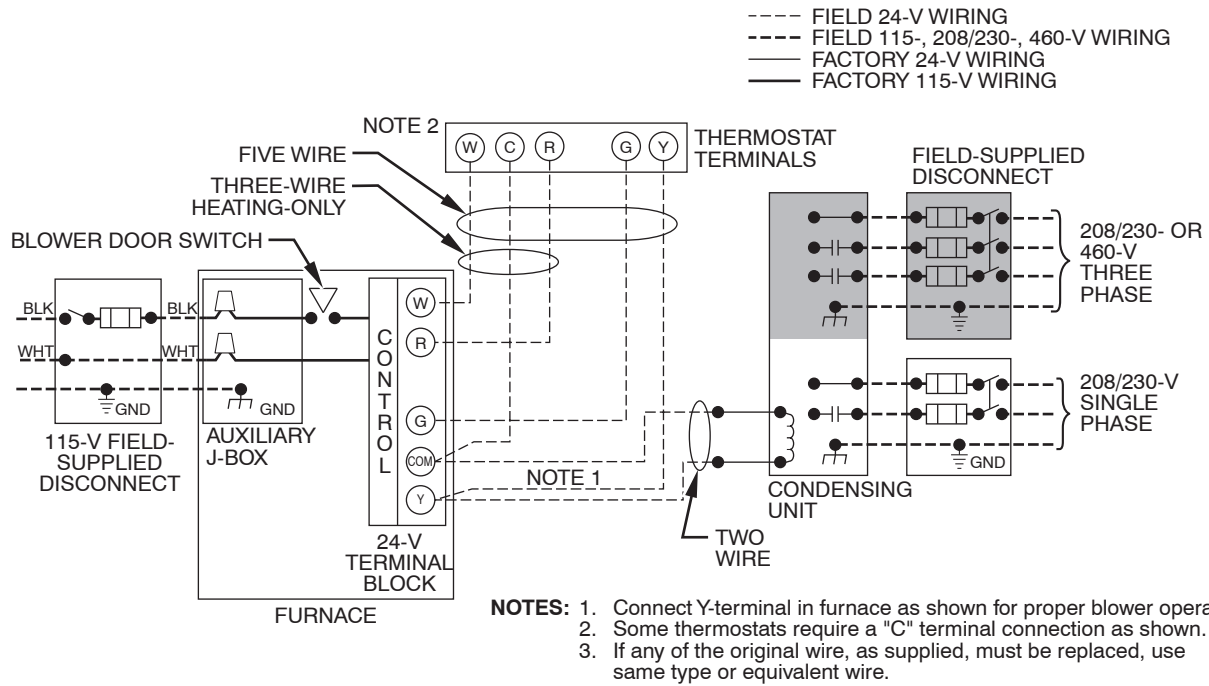 FIELD 24-V WIRING
FIELD 115-, 208/230-, 460-V WIRING
FACTORY 24-V WIRING
FACTORY 115-V WIRING
NOTE 2
W C R G Y
THERMOSTAT
TERMINALS
FIVE WIRE
THREE-WIRE
HEATING-ONLY
BLOWER DOOR SWITCH
FIELD-SUPPLIED
DISCONNECT
208/230- OR
460-V
THREE
PHASE
BLK
BLK
WHT
WHT
GND
GND
115-V FIELD-
SUPPLIED
DISCONNECT
AUXILIARY
J-BOX
CONTROL
W
R
G
COM
Y
24-V
TERMINAL
BLOCK
FURNACE
NOTE 1
TWO
WIRE
CONDENSING
UNIT
208/230-V
SINGLE
PHASE
GND
NOTES: 1. Connect Y-terminal in furnace as shown for proper blower opera
2. Some thermostats require a "C" terminal connection as shown.
3. If any of the original wire, as supplied, must be replaced, use
same type or equivalent wire.